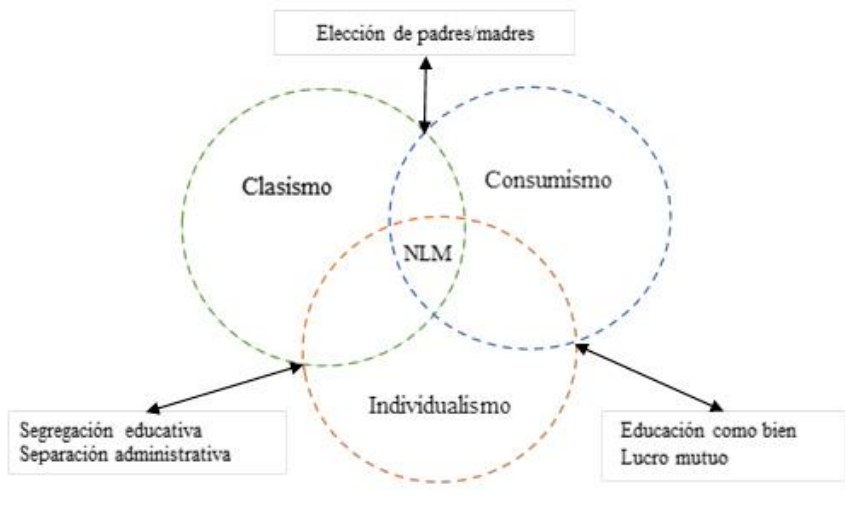 Elección de padres/madres
Clasismo
Consumismo
NLM
Individualismo
Segregación educativa
Separación administrativa
Educación como bien
Lucro mutuo